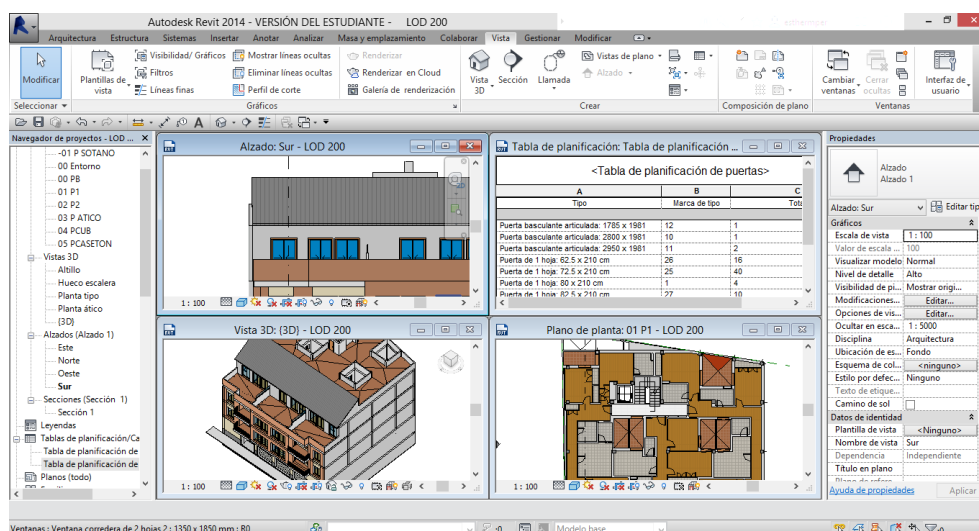 Autodesk Revit 2014 - VERSIÓN DEL ESTUDIANTE - LOD 200
Arquitectura Estructura Sistemas Insertar Anotar Analizar Masa y emplazamiento Colaborar Vista Gestionar Modificar
Modificar
Plantillas de vista
Visibilidad/ Gráficos
Filtros
Líneas finas
Mostrar líneas ocultas
Eliminar líneas ocultas
Perfil de corte
Renderizar
Renderizar en Cloud
Galería de renderización
Vista 3D
Sección
Llamada
Vistas de plano
Alzado
Cambiar ventanas
Cerrar ocultas
Interfaz de usuario
Seleccionar
Gráficos
Crear
Composición de plano
Ventanas
Navegador de proyectos - LOD ...
-01 P SOTANO
00 Entorno
00 PB
01 P1
02 P2
03 P ATICO
04 PCUB
05 PCASETON
Vistas 3D
Altillo
Hueco escalera
Planta tipo
Planta ático
{3D}
Alzados (Alzado 1)
Este
Norte
Oeste
Sur
Secciones (Sección 1)
Sección 1
Leyendas
Tablas de planificación/Ca
Tabla de planificación de
Tabla de planificación de
Planos (todo)
Alzado: Sur - LOD 200
1 : 100
Tabla de planificación: Tabla de planificación ...
<Tabla de planificación de puertas>
A B C
Tipo Marca de tipo Tota
Puerta basculante articulada: 1785 x 1981 12 1
Puerta basculante articulada: 2800 x 1981 10 1
Puerta basculante articulada: 2950 x 1981 11 2
Puerta de 1 hoja: 62.5 x 210 cm 26 16
Puerta de 1 hoja: 72.5 x 210 cm 25 40
Puerta de 1 hoja: 80 x 210 cm 1 4
Puerta de 1 hoja: 82.5 x 210 cm 27 10
Vista 3D: {3D} - LOD 200
1 : 100
Plano de planta: 01 P1 - LOD 200
1 : 100
Propiedades
Alzado
Alzado 1
Alzado: Sur
Editar tip
Gráficos
Escala de vista 1 : 100
Valor de escala ... 100
Visualizar modelo Normal
Nivel de detalle Alto
Visibilidad de pi... Mostrar origi...
Modificaciones... Editar...
Opciones de vis... Editar...
Ocultar en esca... 1 : 5000
Disciplina Arquitectura
Ubicación de es... Fondo
Esquema de col... <ninguno>
Estilo por defec... Ninguno
Texto de etique...
Camino de sol
Datos de identidad
Plantilla de vista <Ninguno>
Nombre de vista Sur
Dependencia Independiente
Título en plano
Ayuda de propiedades
Aplicar
Ventanas : Ventana corredera de 2 hojas 2 : 1350 x 1850 mm : R0
:0
Modelo base
:0